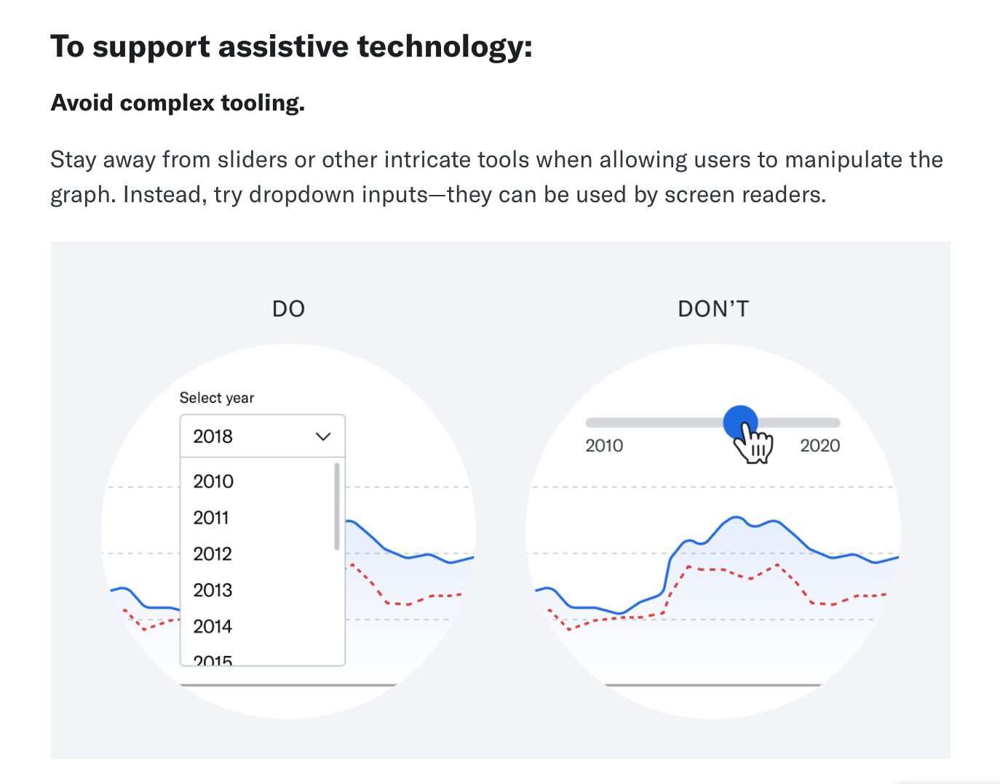 To support assistive technology:
Avoid complex tooling.
Stay away from sliders or other intricate tools when allowing users to manipulate the
graph. Instead, try dropdown inputs—they can be used by screen readers.
DO
Select year
2018
2010
2011
2012
2013
2014
2015
DON’T
2010
2020